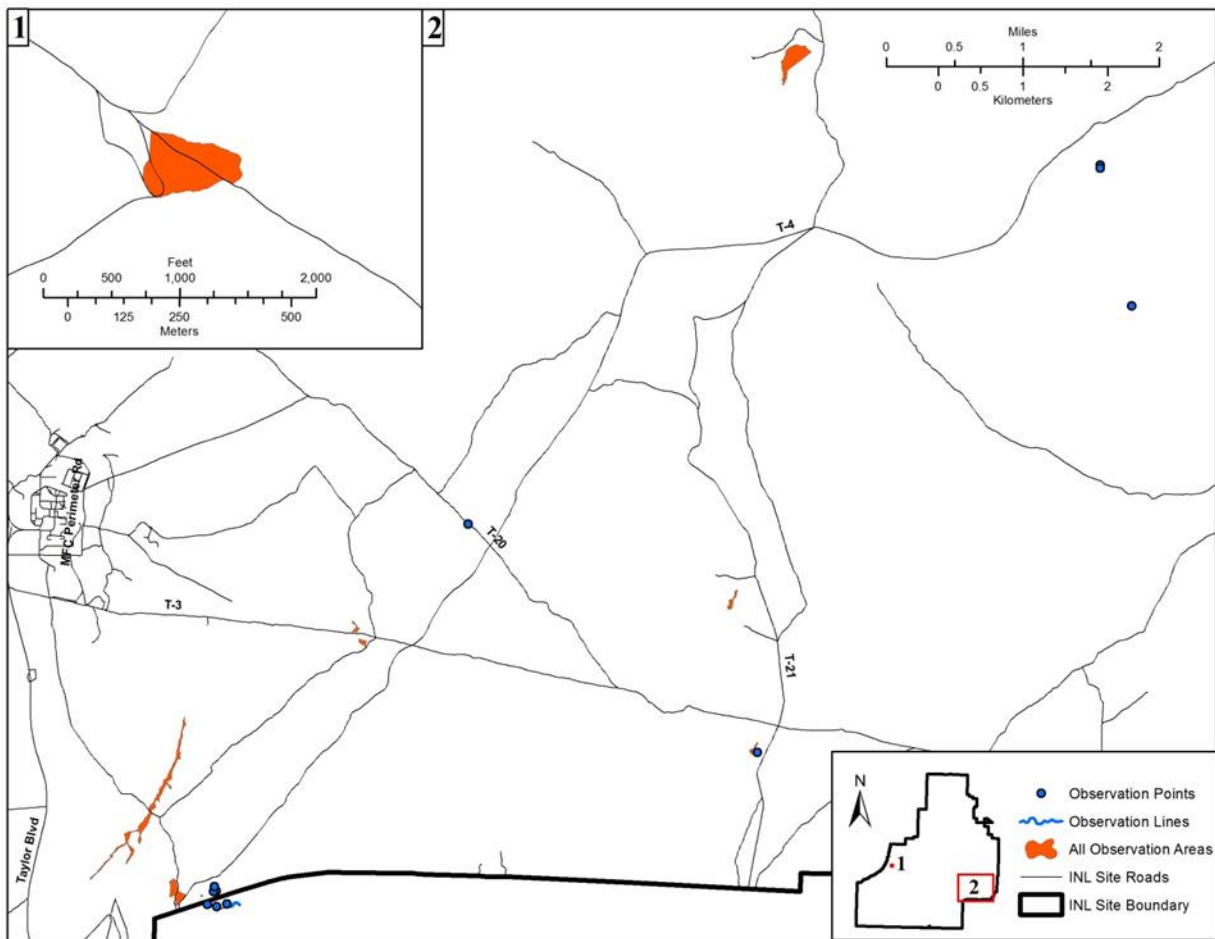 1
2
Feet
0 500 1,000 2,000
0 125 250 500
Meters
Miles
0 0.5 1 2
0 0.5 1 2
Kilometers
T-4
MFC Perimeter Rd
T-20
T-3
T-21
Taylor Blvd
N
1
2
Observation Points
Observation Lines
All Observation Areas
INL Site Roads
INL Site Boundary